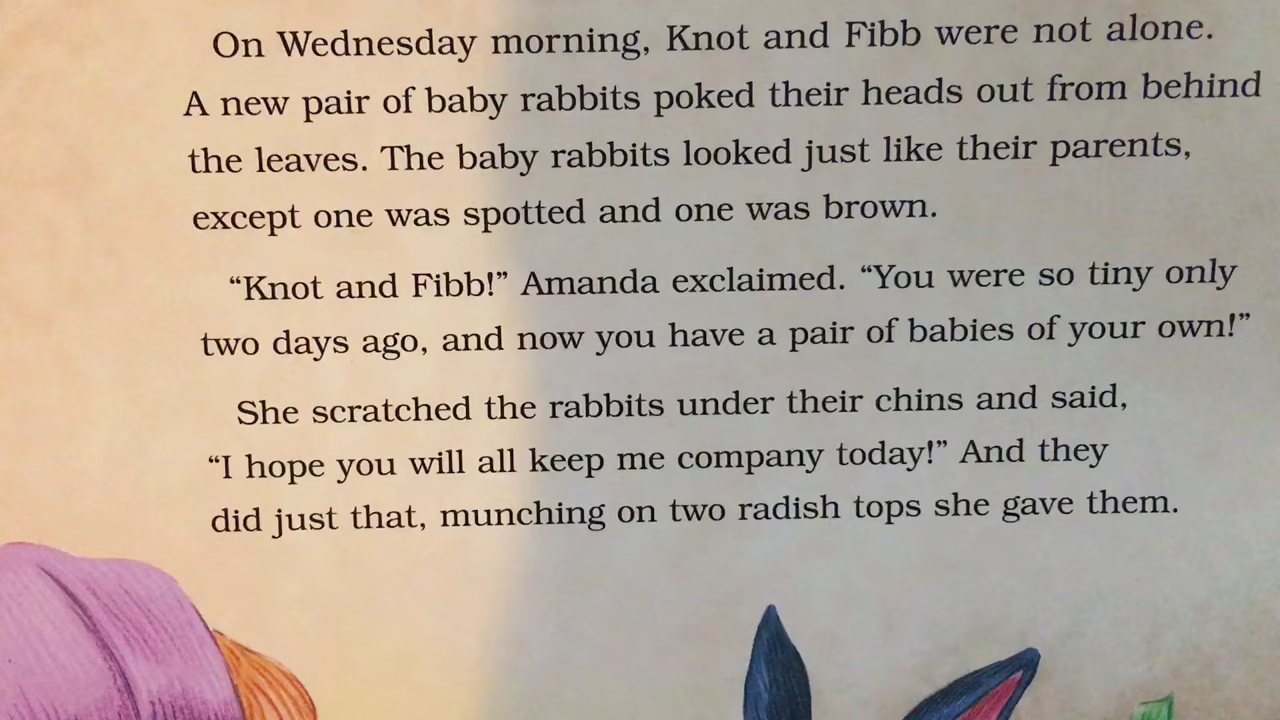 On Wednesday morning, Knot and Fibb were not alone.
A new pair of baby rabbits poked their heads out from behind
the leaves. The baby rabbits looked just like their parents,
except one was spotted and one was brown.
“Knot and Fibb!” Amanda exclaimed. “You were so tiny only
two days ago, and now you have a pair of babies of your own!”
She scratched the rabbits under their chins and said,
“I hope you will all keep me company today!” And they
did just that, munching on two radish tops she gave them.